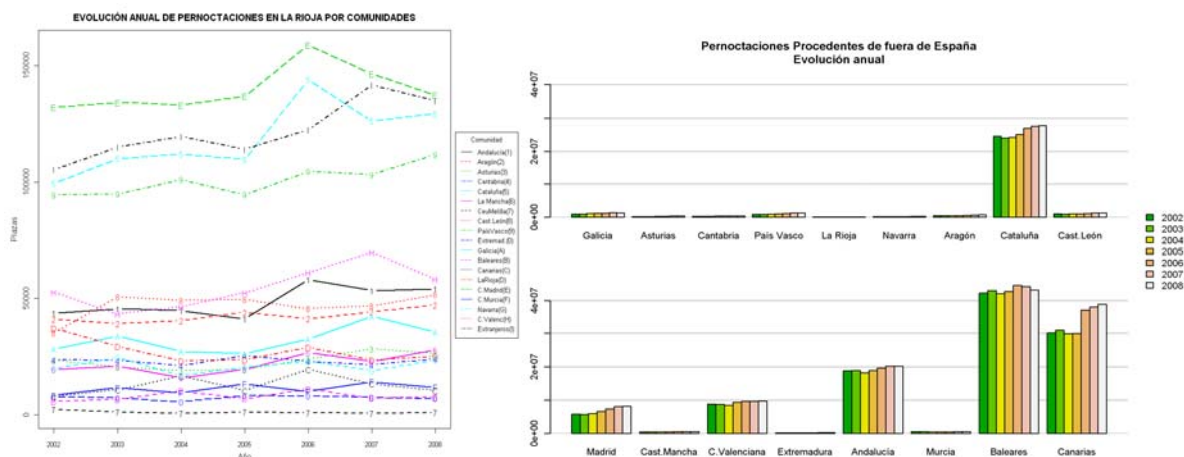 EVOLUCIÓN ANUAL DE PERNOCTACIONES EN LA RIOJA POR COMUNIDADES
Plazas
150000
100000
50000
0
2002 2003 2004 2005 2006 2007 2008
Año
Comunidad
Andalucía(1)
Aragón(2)
Asturias(3)
Cantabria(4)
Cataluña(5)
La Mancha(6)
CeuMelilla(7)
Cast.León(8)
PaísVasco(9)
Extremad.(0)
Galicia(A)
Baleares(B)
Canarias(C)
LaRioja(D)
C.Madrid(E)
C.Murcia(F)
Navarra(G)
C.Valenc(H)
Extranjeros(I)
Pernoctaciones Procedentes de fuera de España
Evolución anual
4e+07
2e+07
0e+00
Galicia Asturias Cantabria País Vasco La Rioja Navarra Aragón Cataluña Cast.León
4e+07
2e+07
0e+00
Madrid Cast.Mancha C.Valenciana Extremadura Andalucía Murcia Baleares Canarias
2002
2003
2004
2005
2006
2007
2008